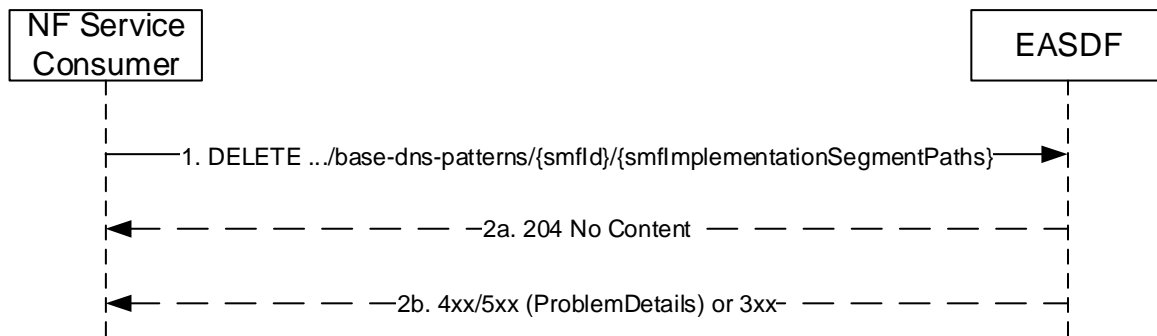 NF Service
Consumer
EASDF
1. DELETE .../base-dns-patterns/{smfId}/{smfImplementationSegmentPaths}
2a. 204 No Content
2b. 4xx/5xx (ProblemDetails) or 3xx